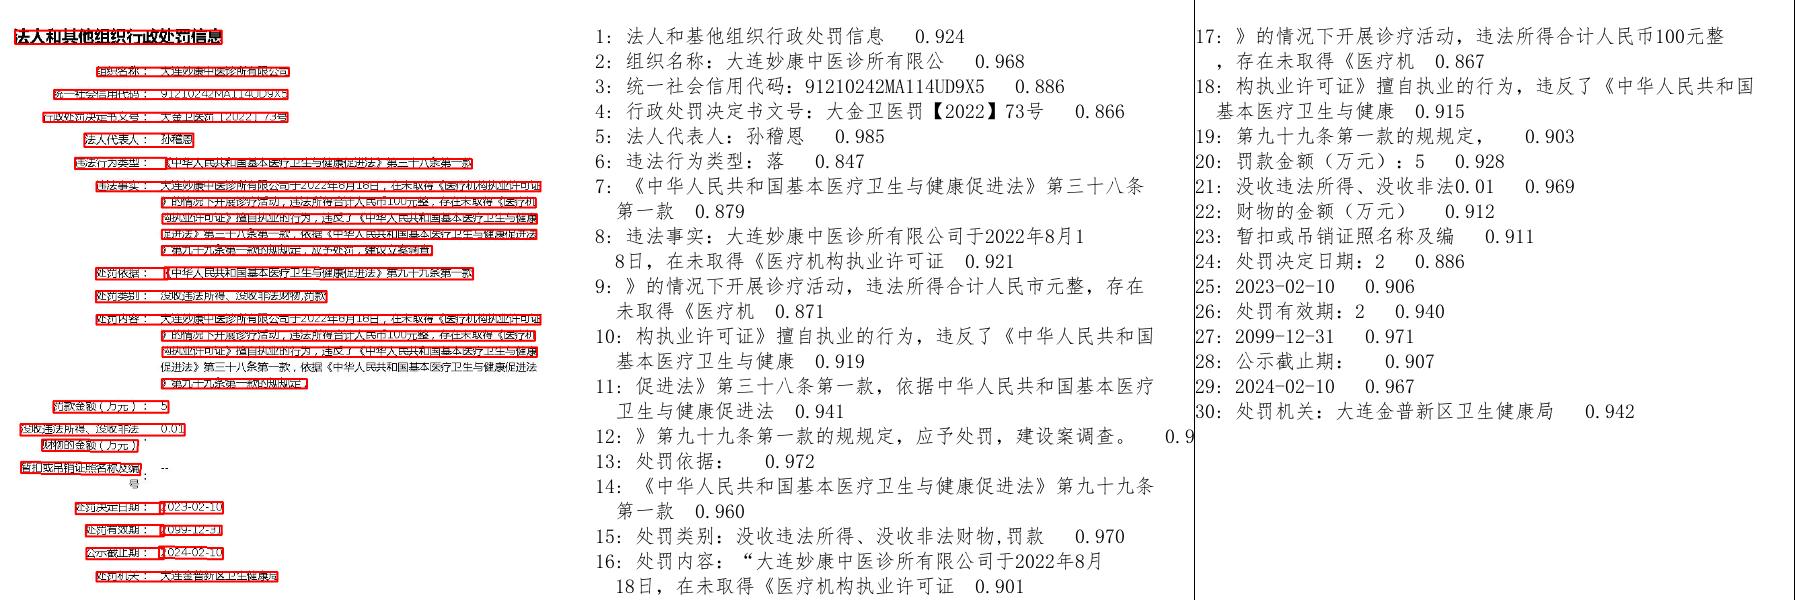 法人和其他组织行政处罚信息
组织名称： 大连妙康中医诊所有限公司
统一社会信用代码： 91210242MA114UD9X5
行政处罚决定书文号： 大金卫医罚【2022】73号
法人代表人： 孙稽恩
违法行为类型： 《中华人民共和国基本医疗卫生与健康促进法》第三十八条第一款
违法事实： 大连妙康中医诊所有限公司于2022年8月18日，在未取得《医疗机构执业许可证
》的情况下开展诊疗活动，违法所得合计人民币100元整，存在未取得《医疗机
构执业许可证》擅自执业的行为，违反了《中华人民共和国基本医疗卫生与健康
促进法》第三十八条第一款，依据《中华人民共和国基本医疗卫生与健康促进法
》第九十九条第一款的规规定，应予处罚，建议立案调查
处罚依据： 《中华人民共和国基本医疗卫生与健康促进法》第九十九条第一款
处罚类别： 没收违法所得、没收非法财物,罚款
处罚内容： 大连妙康中医诊所有限公司于2022年8月18日，在未取得《医疗机构执业许可证
》的情况下开展诊疗活动，违法所得合计人民币100元整，存在未取得《医疗机
构执业许可证》擅自执业的行为，违反了《中华人民共和国基本医疗卫生与健康
促进法》第三十八条第一款，依据《中华人民共和国基本医疗卫生与健康促进法
》第九十九条第一款的规规定，
罚款金额（万元）： 5
没收违法所得、没收非法 0.01
财物的金额（万元） ：
暂扣或吊销证照名称及编 --
号 ：
处罚决定日期： 2023-02-10
处罚有效期： 2099-12-31
公示截止期： 2024-02-10
处罚机关： 大连金普新区卫生健康局
1: 法人和基他组织行政处罚信息 0.924
2: 组织名称：大连妙康中医诊所有限公 0.968
3: 统一社会信用代码：91210242MA114UD9X5 0.886
4: 行政处罚决定书文号：大金卫医罚【2022】73号 0.866
5: 法人代表人：孙稽恩 0.985
6: 违法行为类型：落 0.847
7: 《中华人民共和国基本医疗卫生与健康促进法》第三十八条
第一款 0.879
8: 违法事实：大连妙康中医诊所有限公司于2022年8月1
8日，在未取得《医疗机构执业许可证 0.921
9: 》的情况下开展诊疗活动，违法所得合计人民市元整，存在
未取得《医疗机 0.871
10: 构执业许可证》擅自执业的行为，违反了《中华人民共和国
基本医疗卫生与健康 0.919
11: 促进法》第三十八条第一款，依据中华人民共和国基本医疗
卫生与健康促进法 0.941
12: 》第九十九条第一款的规规定，应予处罚，建设案调查。 0.9
13: 处罚依据： 0.972
14: 《中华人民共和国基本医疗卫生与健康促进法》第九十九条
第一款 0.960
15: 处罚类别：没收违法所得、没收非法财物,罚款 0.970
16: 处罚内容：“大连妙康中医诊所有限公司于2022年8月
18日，在未取得《医疗机构执业许可证 0.901
17: 》的情况下开展诊疗活动，违法所得合计人民币100元整
，存在未取得《医疗机 0.867
18: 构执业许可证》擅自执业的行为，违反了《中华人民共和国
基本医疗卫生与健康 0.915
19: 第九十九条第一款的规规定， 0.903
20: 罚款金额（万元）：5 0.928
21: 没收违法所得、没收非法0.01 0.969
22: 财物的金额（万元） 0.912
23: 暂扣或吊销证照名称及编 0.911
24: 处罚决定日期：2 0.886
25: 2023-02-10 0.906
26: 处罚有效期：2 0.940
27: 2099-12-31 0.971
28: 公示截止期： 0.907
29: 2024-02-10 0.967
30: 处罚机关：大连金普新区卫生健康局 0.942